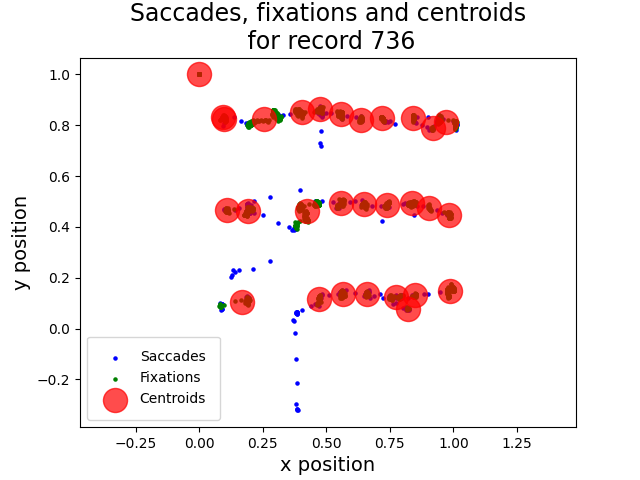 Saccades, fixations and centroids
for record 736
1.0
0.8
0.6
0.4
0.2
0.0
−0.2
y position
Saccades
Fixations
Centroids
−0.25
0.00
0.25
0.50
0.75
1.00
1.25
x position